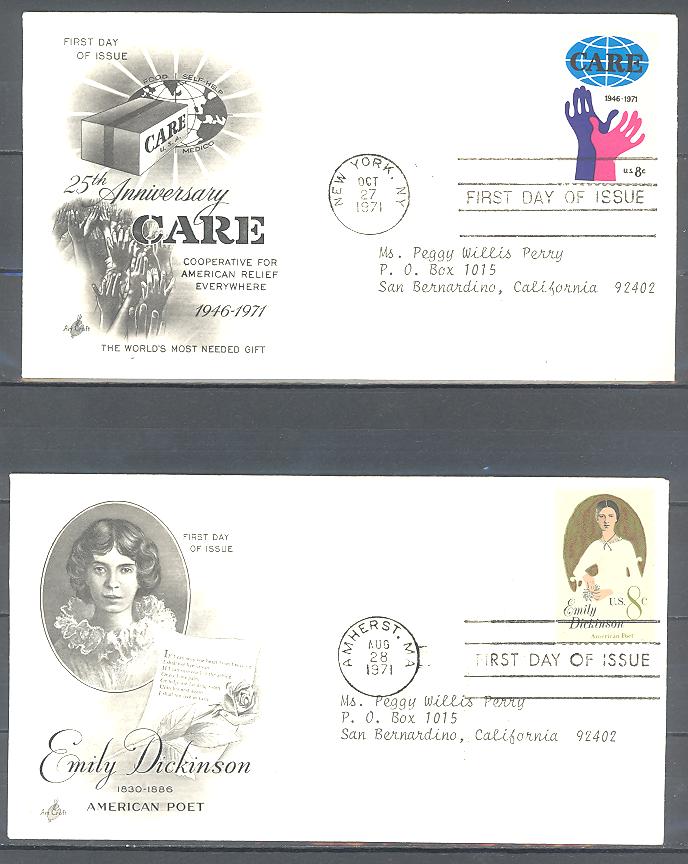 FIRST DAY
OF ISSUE
FOOD SELF-HELP
CARE
U.S.A.
MEDICO
25th Anniversary
CARE
COOPERATIVE FOR
AMERICAN RELIEF
EVERYWHERE
1946-1971
Art Craft
THE WORLD'S MOST NEEDED GIFT
CARE
1946-1971
U.S. 8c
NEW YORK, NY
OCT
27
1971
FIRST DAY OF ISSUE
Ms. Peggy Willis Perry
P. O. Box 1015
San Bernardino, California 92402
FIRST DAY
OF ISSUE
Emily Dickinson
1830-1886
AMERICAN POET
Art Craft
U.S. 8c
Emily
Dickinson
American Poet
AMHERST, MA
AUG
28
1971
FIRST DAY OF ISSUE
Ms. Peggy Willis Perry
P. O. Box 1015
San Bernardino, California 92402